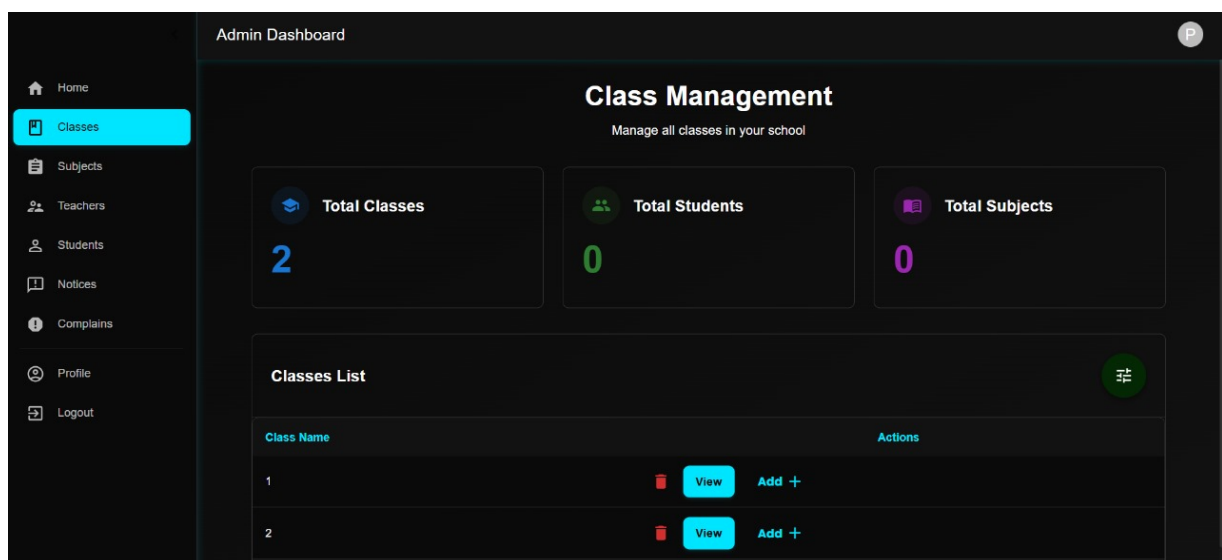 Admin Dashboard
P
Home
Classes
Subjects
Teachers
Students
Notices
Complains
Profile
Logout
Class Management
Manage all classes in your school
Total Classes
2
Total Students
0
Total Subjects
0
Classes List
Class Name Actions
1 View Add +
2 View Add +